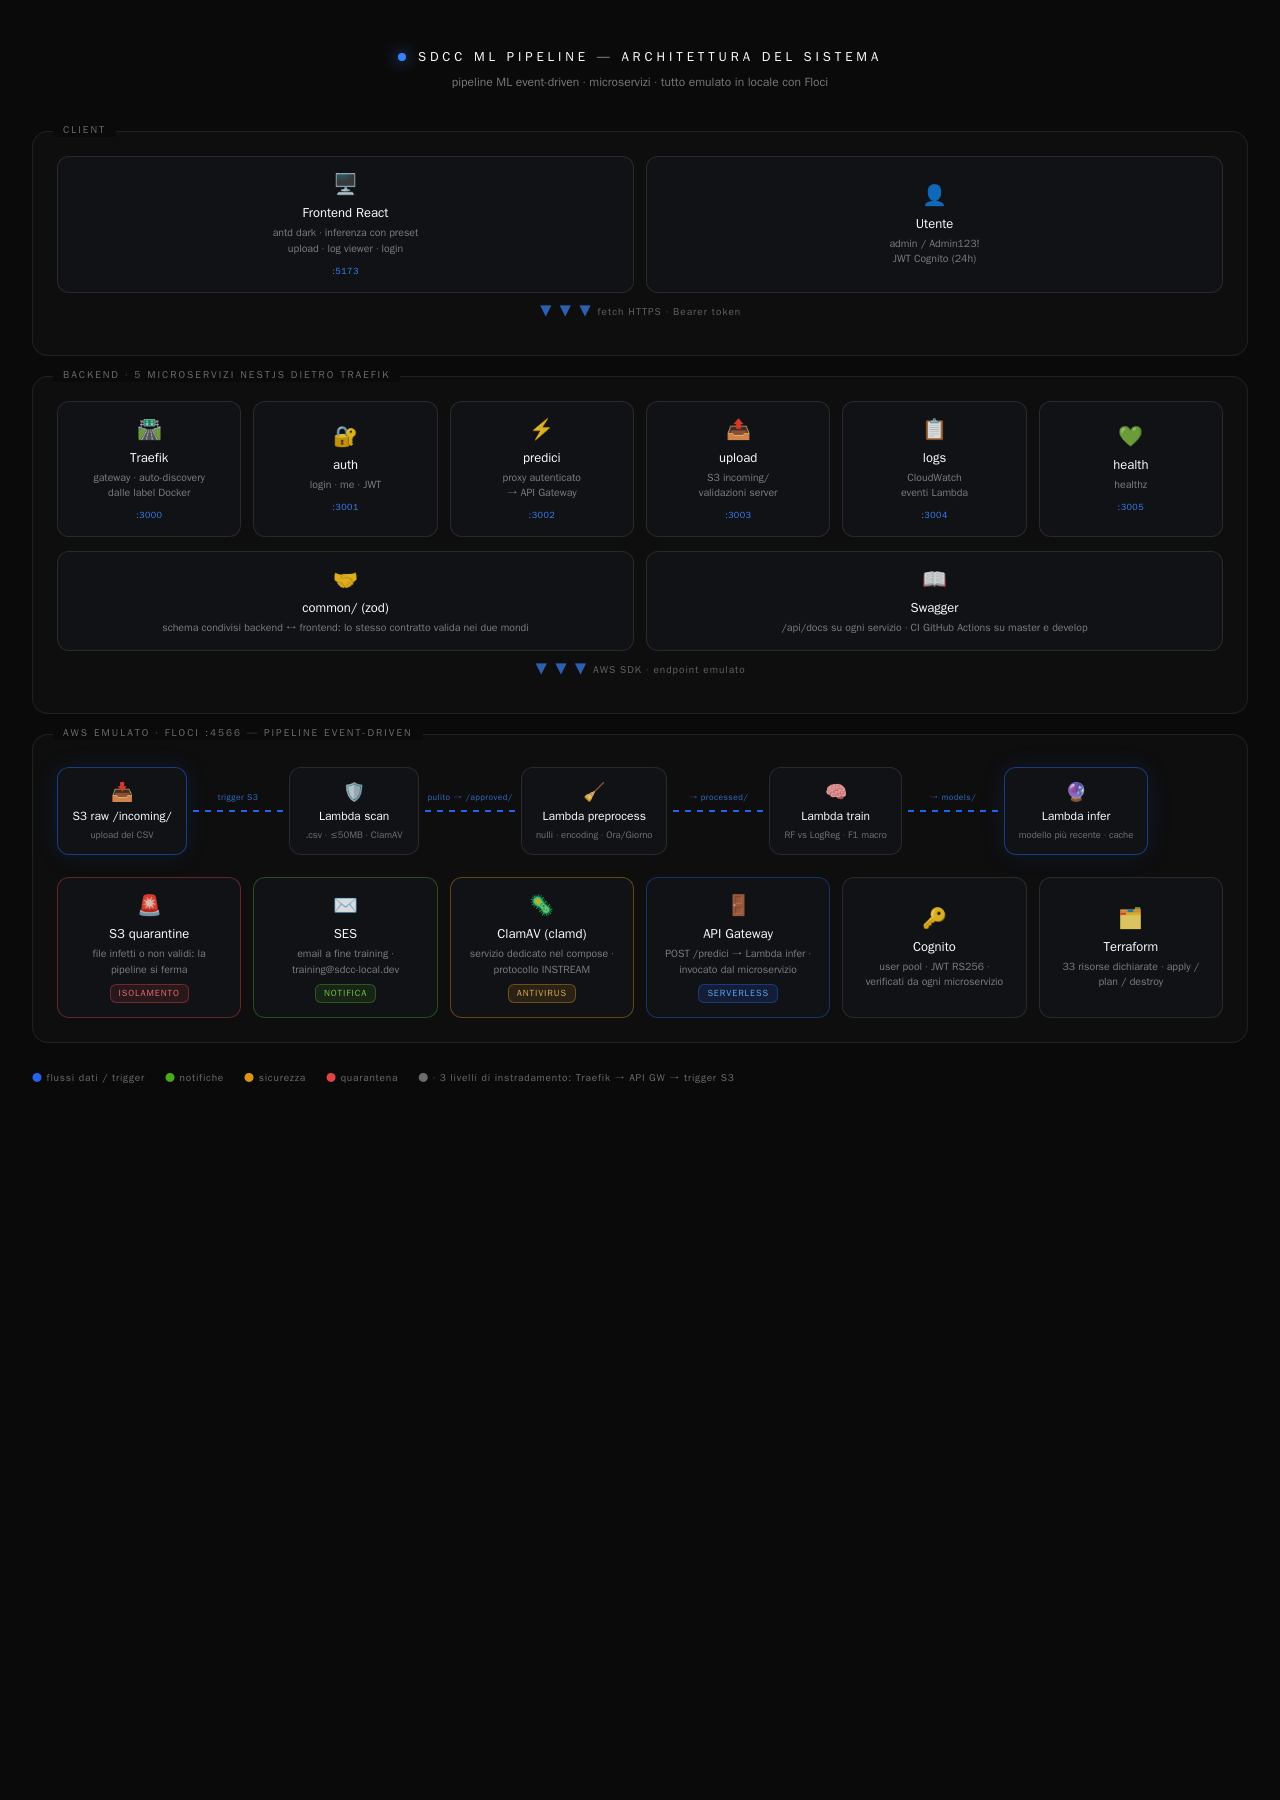 SDCC ML PIPELINE — ARCHITETTURA DEL SISTEMA
pipeline ML event-driven · microservizi · tutto emulato in locale con Floci
CLIENT
Frontend React
antd dark · inferenza con preset
upload · log viewer · login
:5173
Utente
admin / Admin123!
JWT Cognito (24h)
▼ ▼ ▼ fetch HTTPS · Bearer token
BACKEND · 5 MICROSERVIZI NESTJS DIETRO TRAEFIK
Traefik
gateway · auto-discovery
dalle label Docker
:3000
auth
login · me · JWT
:3001
predici
proxy autenticato
→ API Gateway
:3002
upload
S3 incoming/
validazioni server
:3003
logs
CloudWatch
eventi Lambda
:3004
health
healthz
:3005
common/ (zod)
schema condivisi backend ↔ frontend: lo stesso contratto valida nei due mondi
Swagger
/api/docs su ogni servizio · CI GitHub Actions su master e develop
▼ ▼ ▼ AWS SDK · endpoint emulato
AWS EMULATO · FLOCI :4566 — PIPELINE EVENT-DRIVEN
S3 raw /incoming/
upload del CSV
trigger S3
Lambda scan
.csv · ≤50MB · ClamAV
pulito → /approved/
Lambda preprocess
nulli · encoding · Ora/Giorno
→ processed/
Lambda train
RF vs LogReg · F1 macro
→ models/
Lambda infer
modello più recente · cache
S3 quarantine
file infetti o non validi: la
pipeline si ferma
ISOLAMENTO
SES
email a fine training ·
training@sdcc-local.dev
NOTIFICA
ClamAV (clamd)
servizio dedicato nel compose ·
protocollo INSTREAM
ANTIVIRUS
API Gateway
POST /predici → Lambda infer ·
invocato dal microservizio
SERVERLESS
Cognito
user pool · JWT RS256 ·
verificati da ogni microservizio
Terraform
33 risorse dichiarate · apply /
plan / destroy
flussi dati / trigger
notifiche
sicurezza
quarantena
· 3 livelli di instradamento: Traefik → API GW → trigger S3